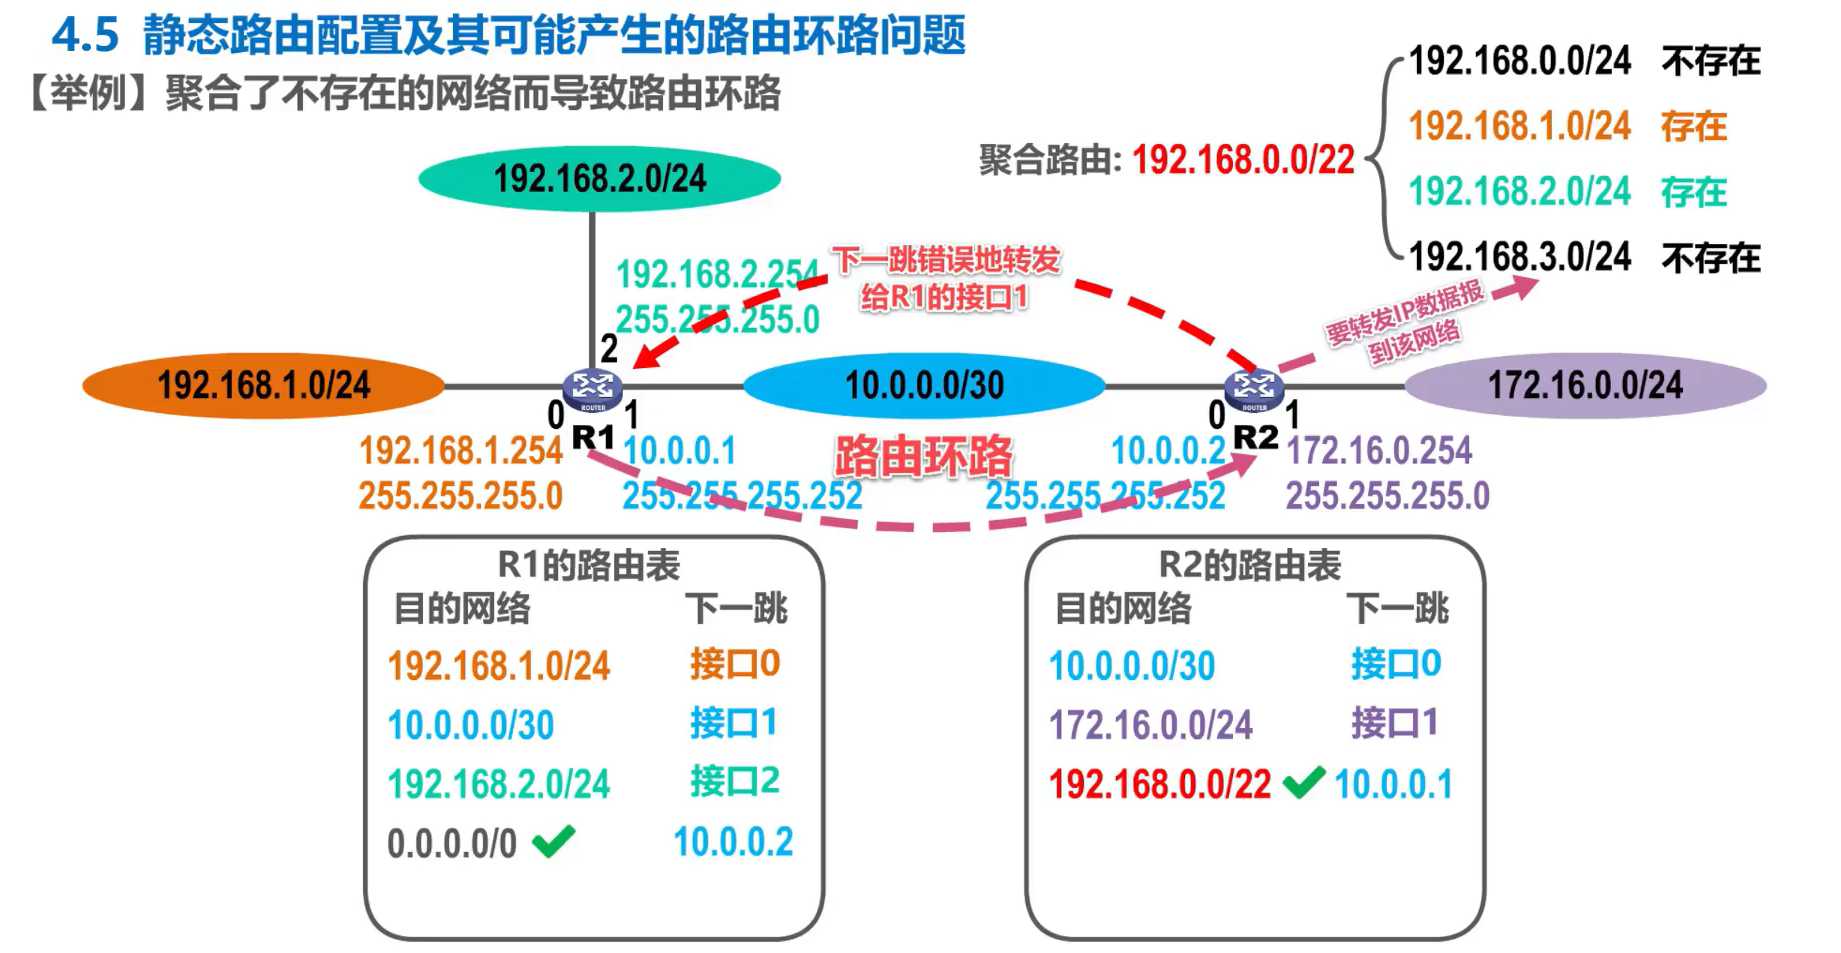 4.5 静态路由配置及其可能产生的路由环路问题
【举例】聚合了不存在的网络而导致路由环路
聚合路由: 192.168.0.0/22
192.168.0.0/24 不存在
192.168.1.0/24 存在
192.168.2.0/24 存在
192.168.3.0/24 不存在
192.168.2.0/24
192.168.2.254
255.255.255.0
下一跳错误地转发
给R1的接口1
要转发IP数据报
到该网络
192.168.1.0/24
2
ROUTER
0
1
R1
10.0.0.0/30
ROUTER
0
1
R2
172.16.0.0/24
192.168.1.254
255.255.255.0
10.0.0.1
255.255.255.252
路由环路
10.0.0.2
255.255.255.252
172.16.0.254
255.255.255.0
R1的路由表
目的网络 下一跳
192.168.1.0/24 接口0
10.0.0.0/30 接口1
192.168.2.0/24 接口2
0.0.0.0/0 10.0.0.2
R2的路由表
目的网络 下一跳
10.0.0.0/30 接口0
172.16.0.0/24 接口1
192.168.0.0/22 10.0.0.1